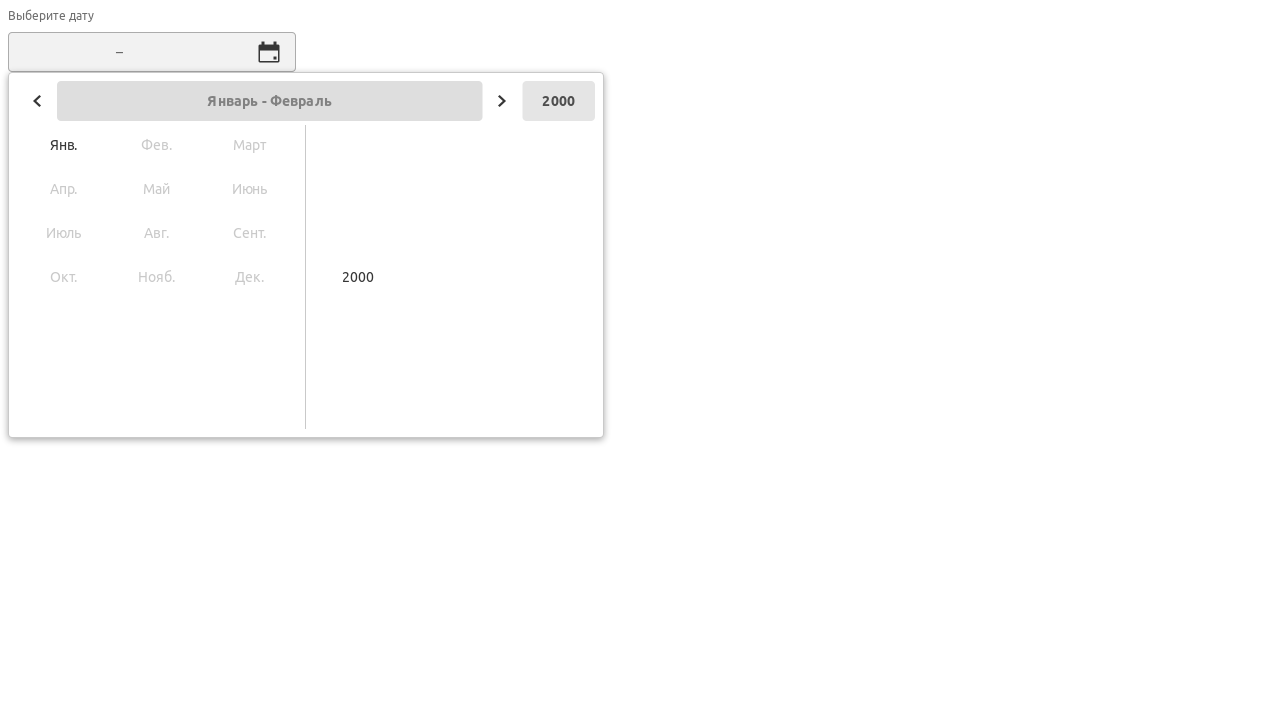 Выберите дату
–
Январь - Февраль 2000
Янв. Фев. Март
Апр. Май Июнь
Июль Авг. Сент.
Окт. Нояб. Дек. 2000